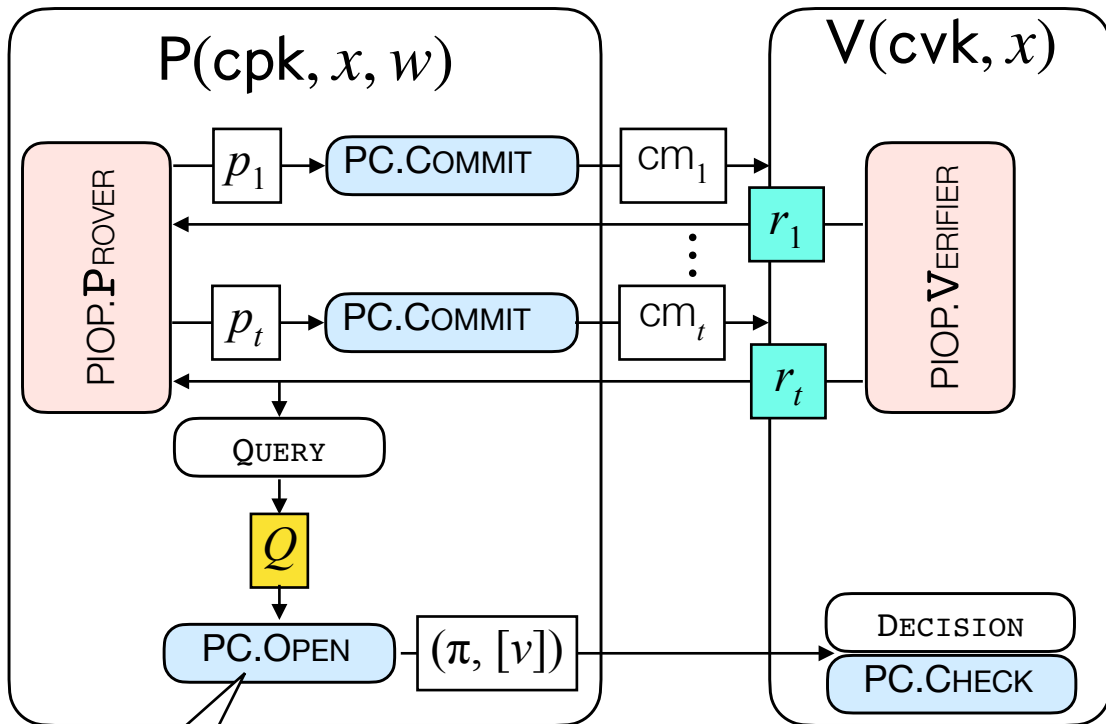 P(cpk, x, w)
V(cvk, x)
PIOP.PROVER
p₁
PC.COMMIT
cm₁
r₁
⋮
PIOP.VERIFIER
pₜ
PC.COMMIT
cmₜ
rₜ
QUERY
Q
PC.OPEN
(π, [v])
DECISION
PC.CHECK